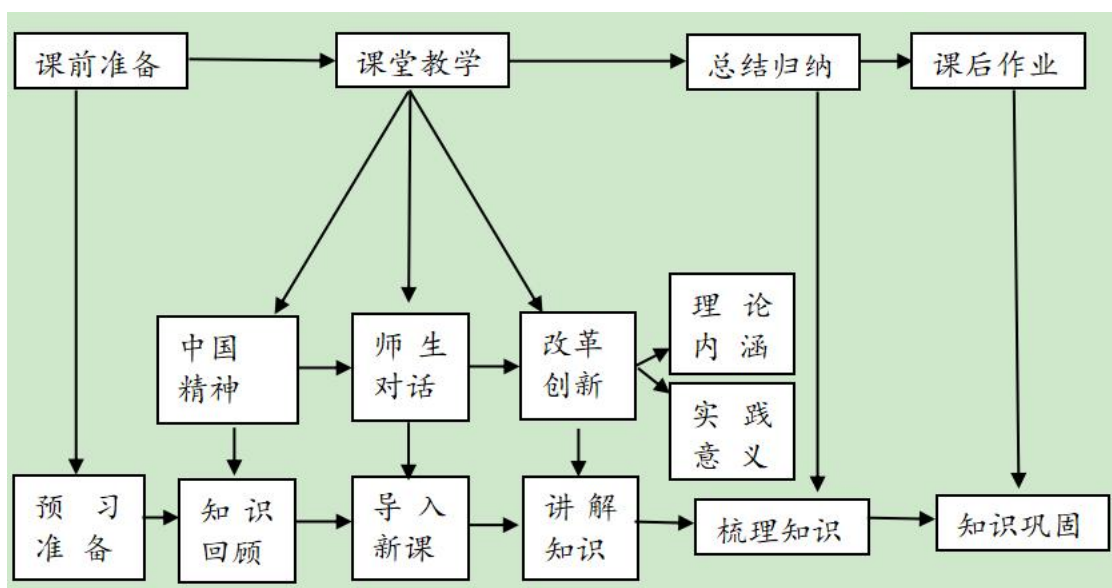 课前准备
课堂教学
总结归纳
课后作业
中国
精神
师生
对话
改革
创新
理论
内涵
实践
意义
预习
准备
知识
回顾
导入
新课
讲解
知识
梳理知识
知识巩固